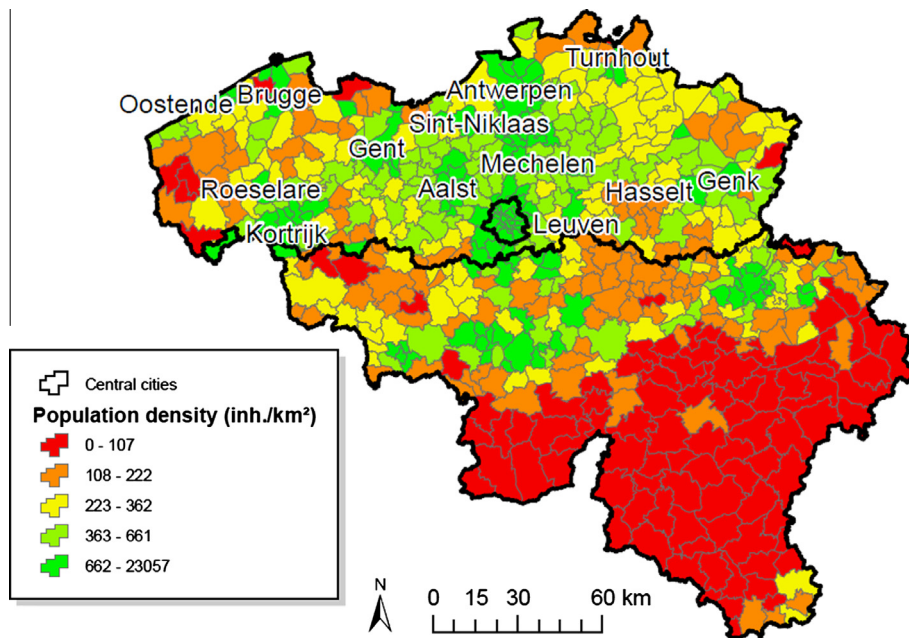 Turnhout
Antwerpen
Brugge
Oostende
Sint-Niklaas
Gent
Mechelen
Aalst
Roeselare
Hasselt
Genk
Leuven
Kortrijk
Central cities
Population density (inh./km²)
0 - 107
108 - 222
223 - 362
363 - 661
662 - 23057
N
0 15 30 60 km